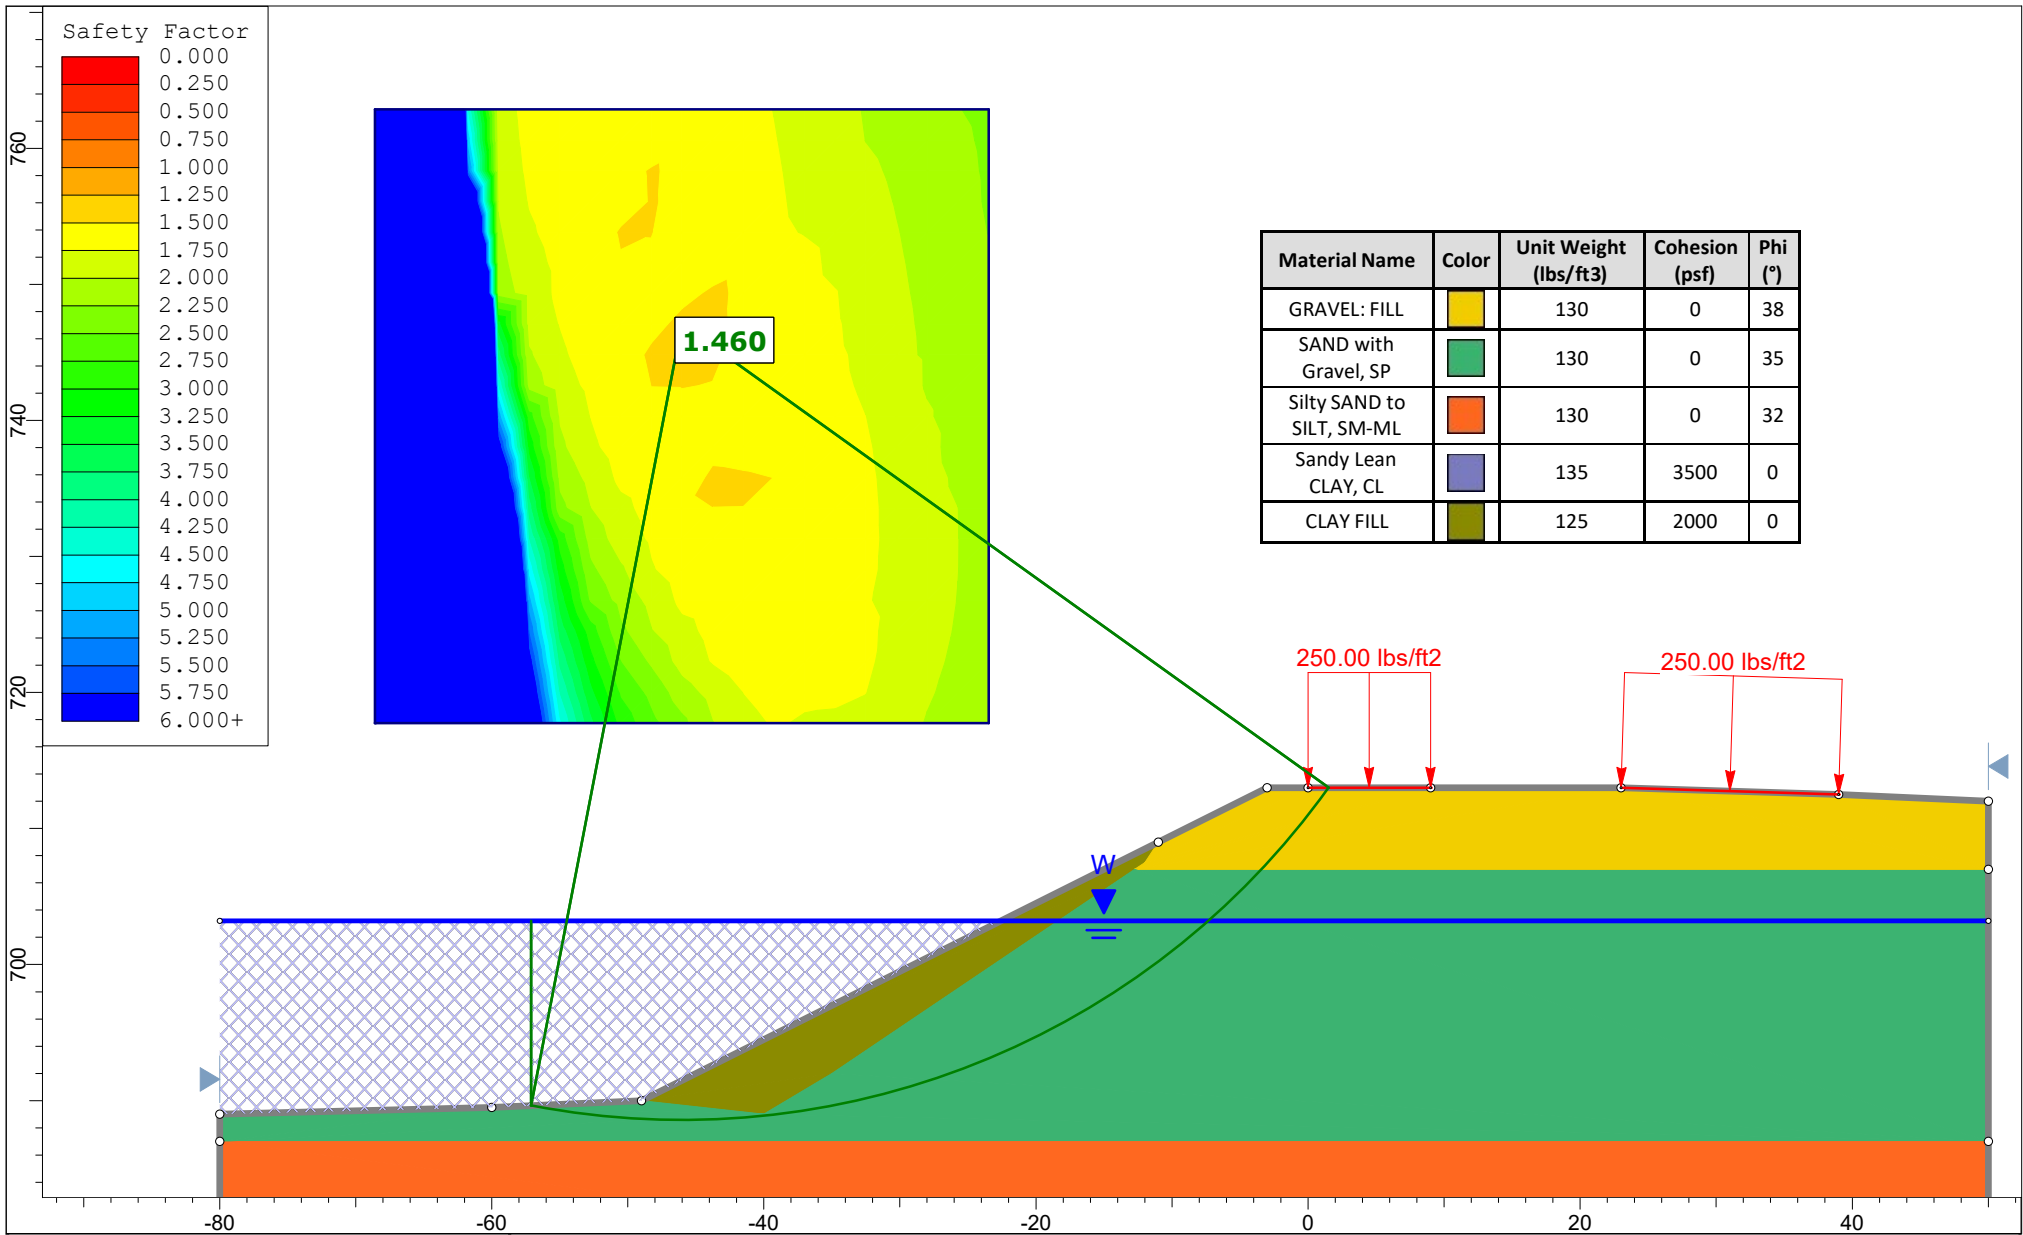 Safety Factor
0.000
0.250
0.500
0.750
1.000
1.250
1.500
1.750
2.000
2.250
2.500
2.750
3.000
3.250
3.500
3.750
4.000
4.250
4.500
4.750
5.000
5.250
5.500
5.750
6.000+
760
740
720
700
1.460
Material Name Color Unit Weight (lbs/ft3) Cohesion (psf) Phi (°)
GRAVEL: FILL 130 0 38
SAND with Gravel, SP 130 0 35
Silty SAND to SILT, SM-ML 130 0 32
Sandy Lean CLAY, CL 135 3500 0
CLAY FILL 125 2000 0
250.00 lbs/ft2
250.00 lbs/ft2
W
-80 -60 -40 -20 0 20 40